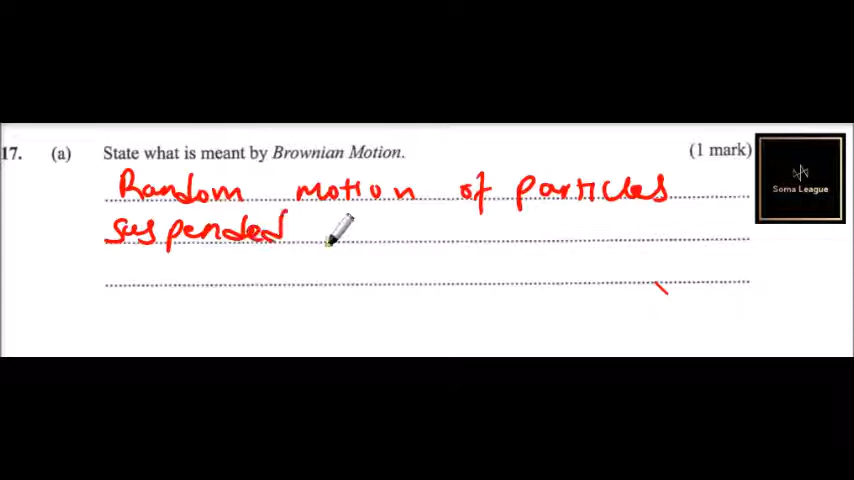 17. (a) State what is meant by Brownian Motion. (1 mark)
Random motion of particles
suspended
Soma League